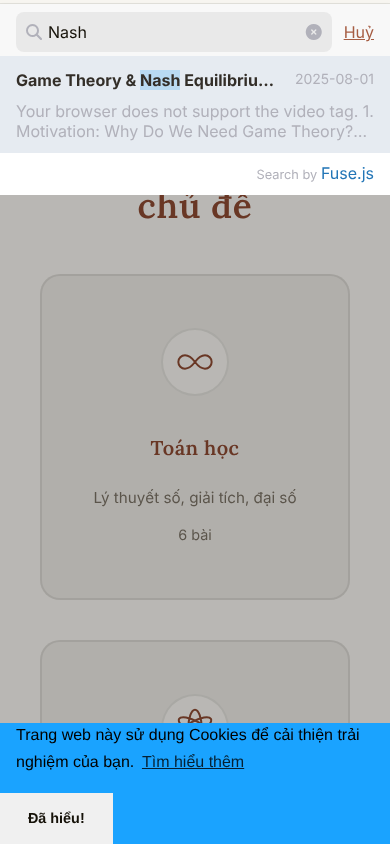 Nash
Huỷ
Game Theory & Nash Equilibriu...
2025-08-01
Your browser does not support the video tag. 1.
Motivation: Why Do We Need Game Theory?...
Search by Fuse.js
chủ đề
Toán học
Lý thuyết số, giải tích, đại số
6 bài
Trang web này sử dụng Cookies để cải thiện trải
nghiệm của bạn. Tìm hiểu thêm
Đã hiểu!